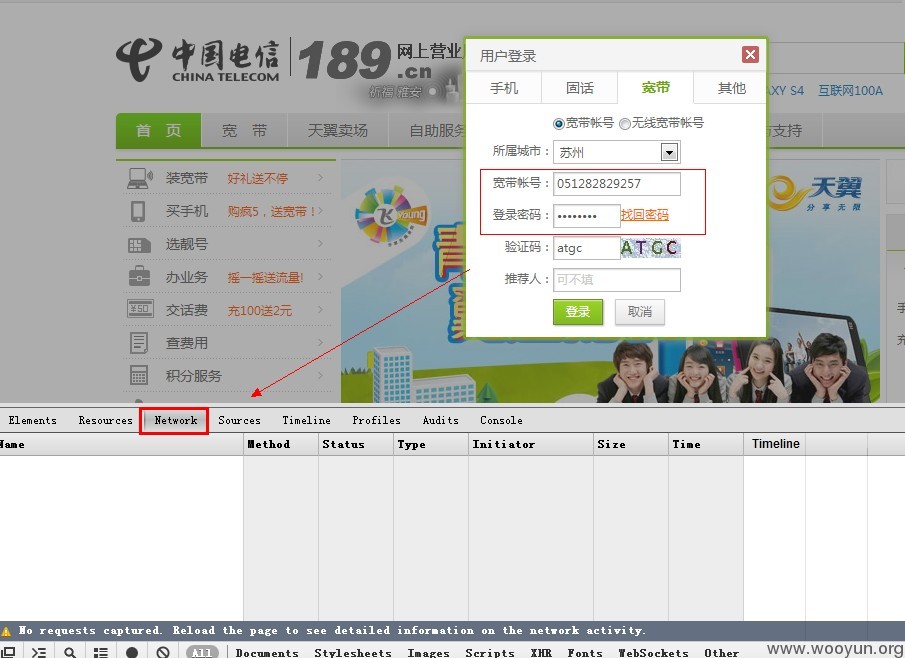 中国电信
CHINA TELECOM
189
.cn
网上营业
祈福 雅安
用户登录
手机 固话 宽带 其他
AXY S4 互联网100A
首 页 宽 带 天翼卖场 自助服务 支持
宽带帐号 无线宽带帐号
所属城市: 苏州
宽带帐号: 051282829257
登录密码: •••••••• 找回密码
验证码: atgc ATGC
推荐人: 可不填
登录 取消
装宽带 好礼送不停
买手机 购疯5,送宽带!
选靓号
办业务 摇一摇送流量!
¥50 交话费 充100送2元
查费用
积分服务
K Young
青
天翼
分 享 无 限
Elements Resources Network Sources Timeline Profiles Audits Console
Name Method Status Type Initiator Size Time Timeline
No requests captured. Reload the page to see detailed information on the network activity.
All Documents Stylesheets Images Scripts XHR Fonts WebSockets Other
www.wooyun.org